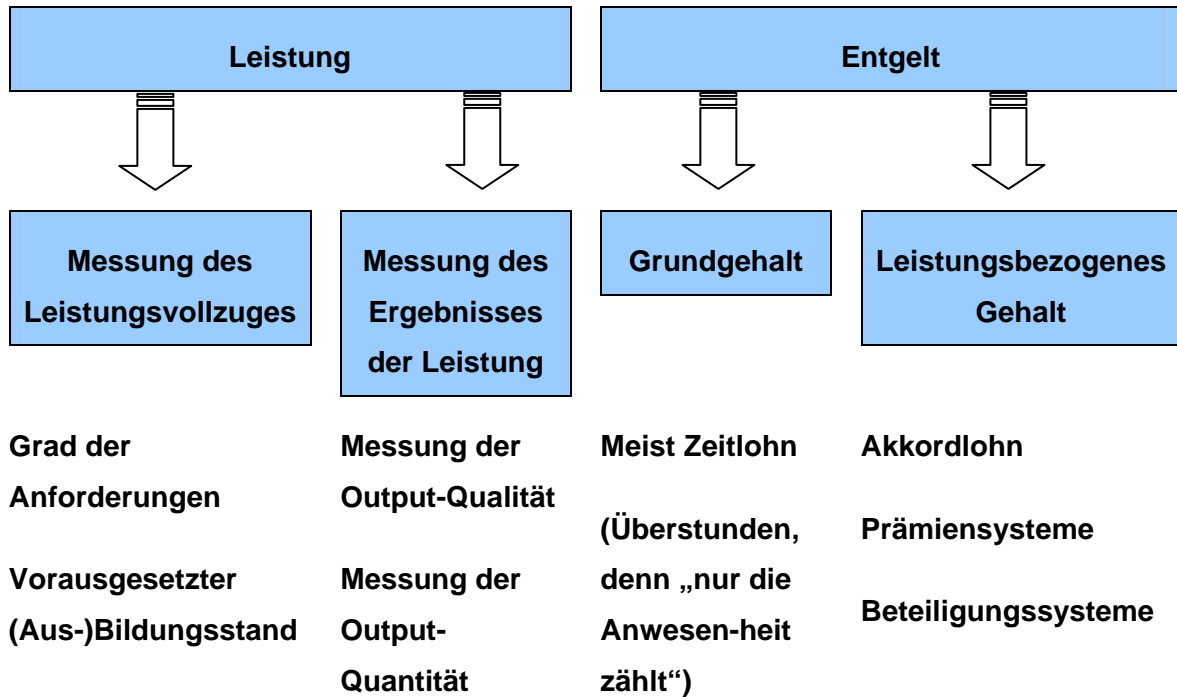 Leistung
Entgelt
Messung des
Leistungsvollzuges
Messung des
Ergebnisses
der Leistung
Grundgehalt
Leistungsbezogenes
Gehalt
Grad der
Anforderungen
Vorausgesetzter
(Aus-)Bildungsstand
Messung der
Output-Qualität
Messung der
Output-
Quantität
Meist Zeitlohn
(Überstunden,
denn „nur die
Anwesen-heit
zählt“)
Akkordlohn
Prämiensysteme
Beteiligungssysteme